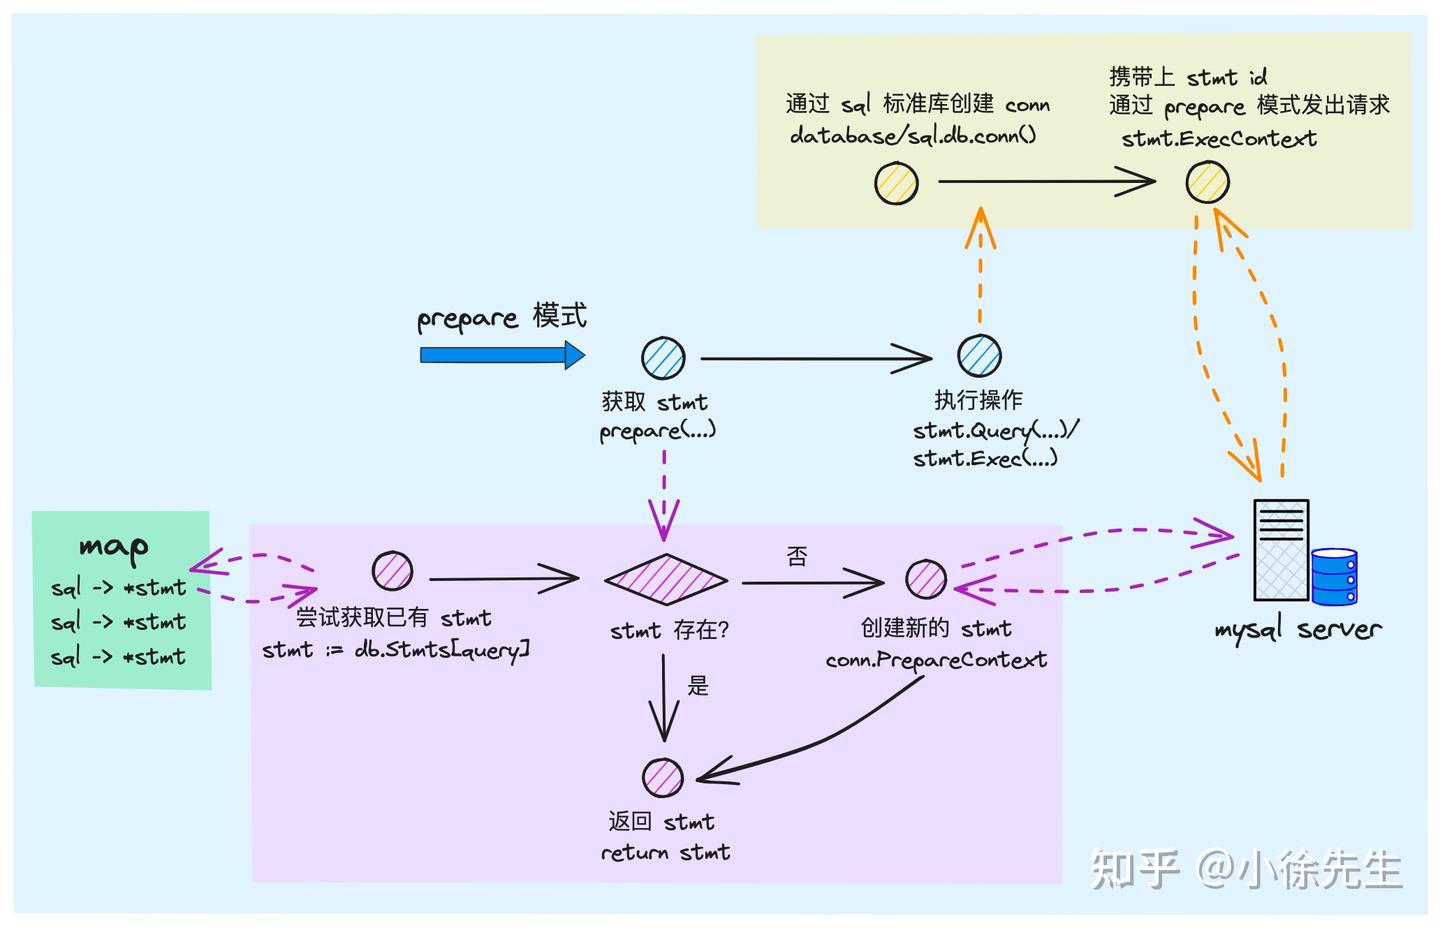 通过 sql 标准库创建 conn
database/sql.db.conn()
携带上 stmt id
通过 prepare 模式发出请求
stmt.ExecContext
prepare 模式
获取 stmt
prepare(...)
执行操作
stmt.Query(...)/
stmt.Exec(...)
map
sql -> *stmt
sql -> *stmt
sql -> *stmt
尝试获取已有 stmt
stmt := db.Stmts[query]
stmt 存在?
否
是
创建新的 stmt
conn.PrepareContext
mysql server
返回 stmt
return stmt
知乎 @小徐先生